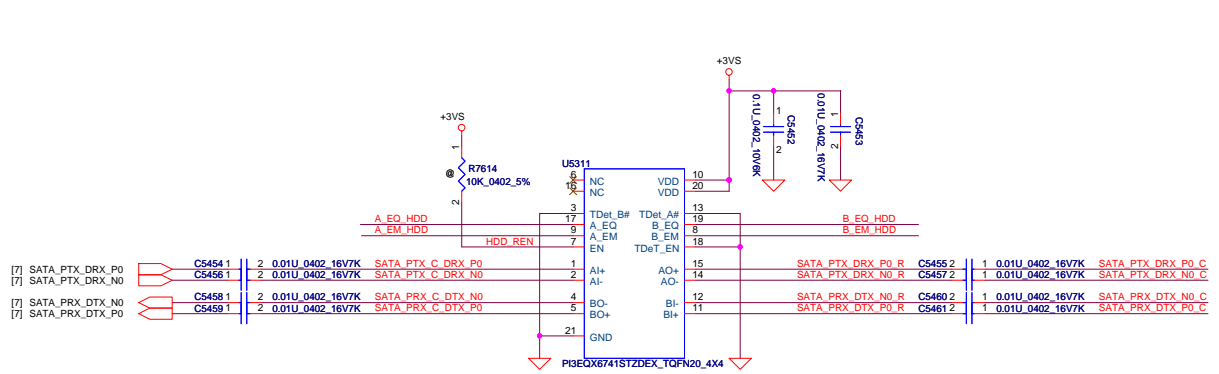 +3VS
+3VS
0.1U_0402_10V6K
1
2
C5452
0.01U_0402_16V7K
1
2
C5453
1
@
R7614
10K_0402_5%
2
U5311
6 NC VDD 10
16 NC VDD 20
3 TDet_B# TDet_A# 13
A_EQ_HDD 17 A_EQ B_EQ 19 B_EQ_HDD
A_EM_HDD 9 A_EM B_EM 8 B_EM_HDD
HDD_REN 7 EN TDeT_EN 18
[7] SATA_PTX_DRX_P0 C5454 1 2 0.01U_0402_16V7K SATA_PTX_C_DRX_P0 1 AI+ AO+ 15 SATA_PTX_DRX_P0_R C5455 2 1 0.01U_0402_16V7K SATA_PTX_DRX_P0_C
[7] SATA_PTX_DRX_N0 C5456 1 2 0.01U_0402_16V7K SATA_PTX_C_DRX_N0 2 AI- AO- 14 SATA_PTX_DRX_N0_R C5457 2 1 0.01U_0402_16V7K SATA_PTX_DRX_N0_C
[7] SATA_PRX_DTX_N0 C5458 1 2 0.01U_0402_16V7K SATA_PRX_C_DTX_N0 4 BO- BI- 12 SATA_PRX_DTX_N0_R C5460 2 1 0.01U_0402_16V7K SATA_PRX_DTX_N0_C
[7] SATA_PRX_DTX_P0 C5459 1 2 0.01U_0402_16V7K SATA_PRX_C_DTX_P0 5 BO+ BI+ 11 SATA_PRX_DTX_P0_R C5461 2 1 0.01U_0402_16V7K SATA_PRX_DTX_P0_C
21 GND
PI3EQX6741STZDEX_TQFN20_4X4